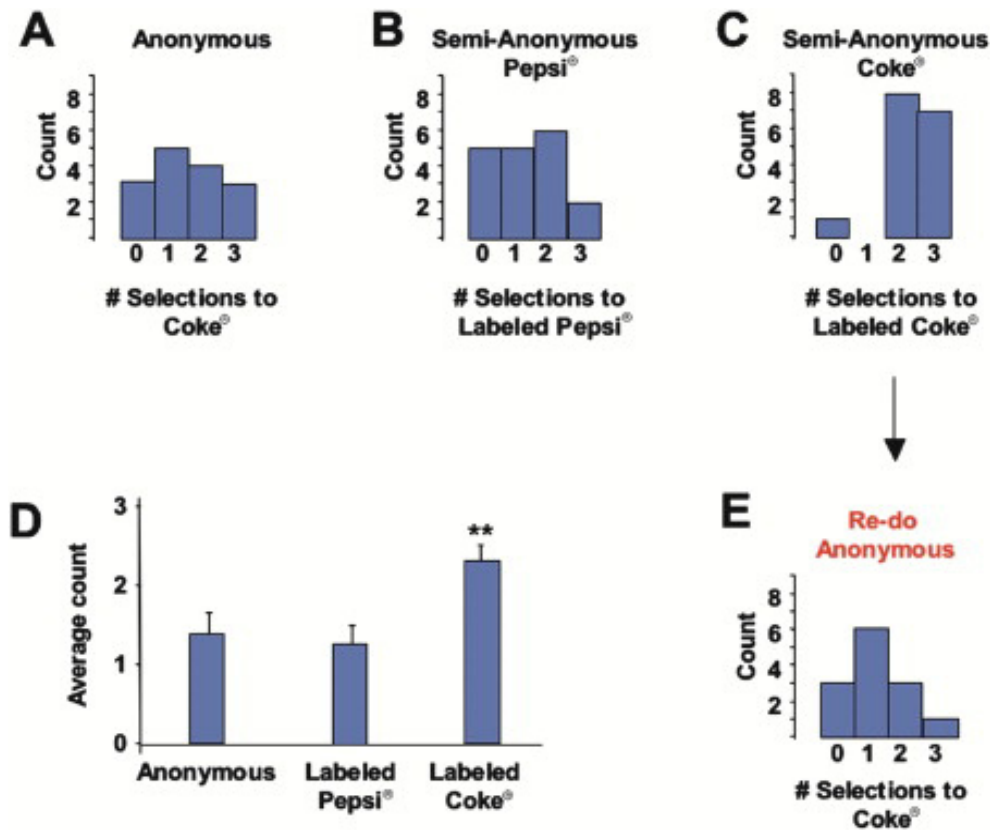 A
Anonymous
Count
8
6
4
2
0 1 2 3
# Selections to
Coke®
B
Semi-Anonymous
Pepsi®
Count
8
6
4
2
0 1 2 3
# Selections to
Labeled Pepsi®
C
Semi-Anonymous
Coke®
Count
8
6
4
2
0 1 2 3
# Selections to
Labeled Coke®
D
Average count
3
2
1
0
**
Anonymous
Labeled
Pepsi®
Labeled
Coke®
E
Re-do
Anonymous
Count
8
6
4
2
0 1 2 3
# Selections to
Coke®